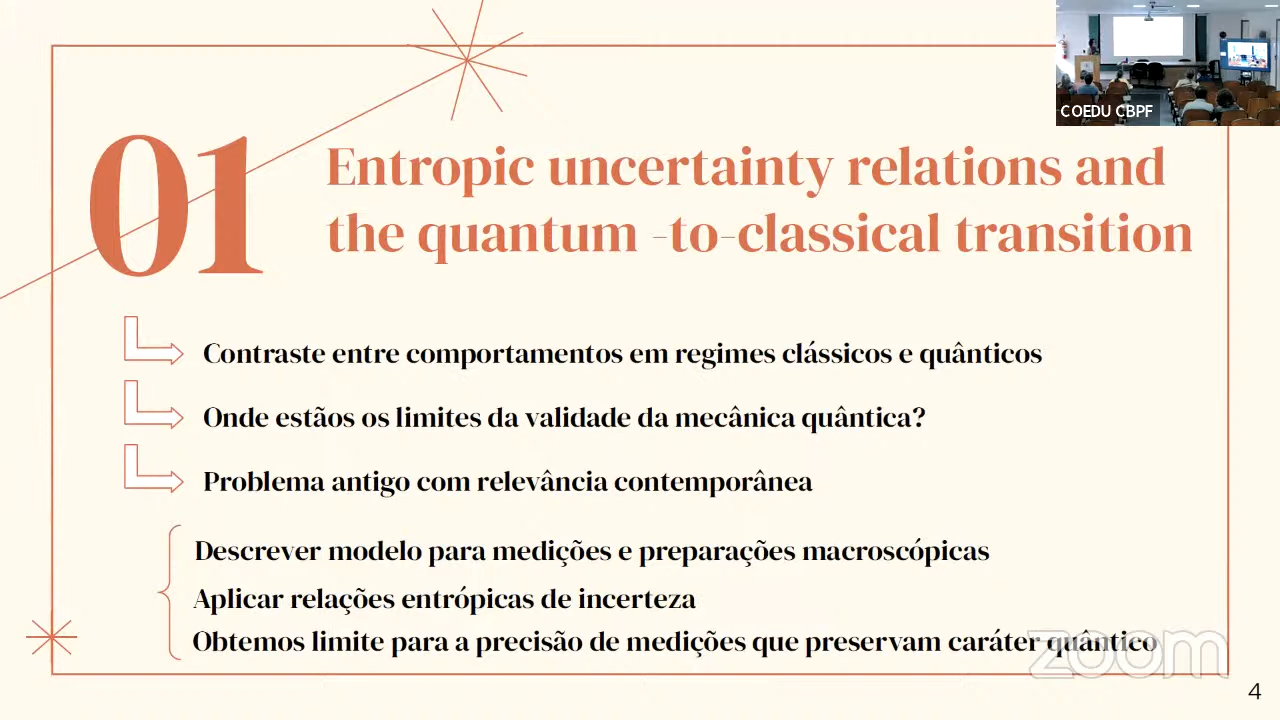 COEDU CBPF
01
Entropic uncertainty relations and
the quantum -to-classical transition
Contraste entre comportamentos em regimes clássicos e quânticos
Onde estãos os limites da validade da mecânica quântica?
Problema antigo com relevância contemporânea
Descrever modelo para medições e preparações macroscópicas
Aplicar relações entrópicas de incerteza
Obtemos limite para a precisão de medições que preservam caráter quântico
zoom
4